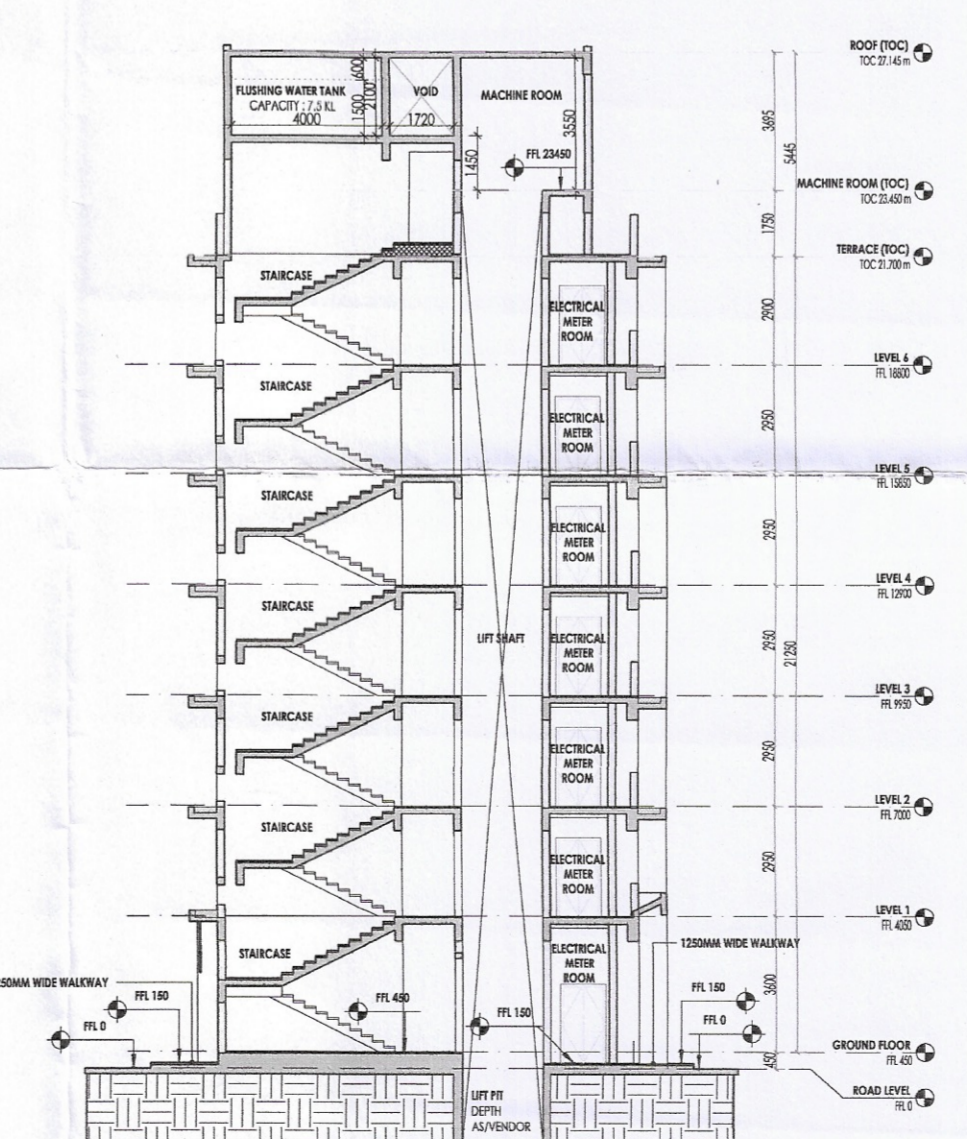 ROOF (TOC)
TOC 27.145 m
600
FLUSHING WATER TANK
CAPACITY : 7.5 KL
4000
1500
2100
VOID
1720
MACHINE ROOM
3550
3695
5445
1450
FFL 23450
MACHINE ROOM (TOC)
TOC 23.450 m
1750
TERRACE (TOC)
TOC 21.700 m
STAIRCASE
ELECTRICAL
METER
ROOM
2900
LEVEL 6
FFL 18800
STAIRCASE
ELECTRICAL
METER
ROOM
2950
LEVEL 5
FFL 15850
STAIRCASE
ELECTRICAL
METER
ROOM
2950
LEVEL 4
FFL 12900
STAIRCASE
LIFT SHAFT
ELECTRICAL
METER
ROOM
2950
21250
LEVEL 3
FFL 9950
STAIRCASE
ELECTRICAL
METER
ROOM
2950
LEVEL 2
FFL 7000
STAIRCASE
ELECTRICAL
METER
ROOM
2950
LEVEL 1
FFL 4050
STAIRCASE
ELECTRICAL
METER
ROOM
1250MM WIDE WALKWAY
250MM WIDE WALKWAY
3600
FFL 150
FFL 0
FFL 450
FFL 150
FFL 150
FFL 0
GROUND FLOOR
FFL 450
450
ROAD LEVEL
FFL 0
LIFT PIT
DEPTH
AS/VENDOR